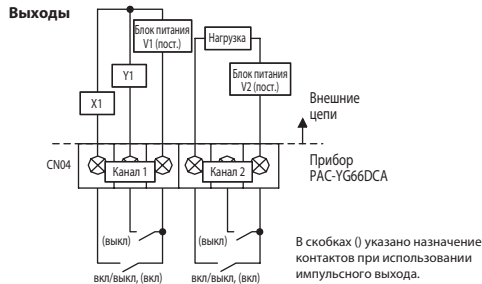 Выходы
Блок питания
V1 (пост.)
Нагрузка
Y1
Блок питания
V2 (пост.)
X1
Внешние
цепи
CN04
Канал 1
Канал 2
Прибор
PAC-YG66DCA
(выкл)
(выкл)
вкл/выкл, (вкл)
вкл/выкл, (вкл)
В скобках () указано назначение
контактов при использовании
импульсного выхода.